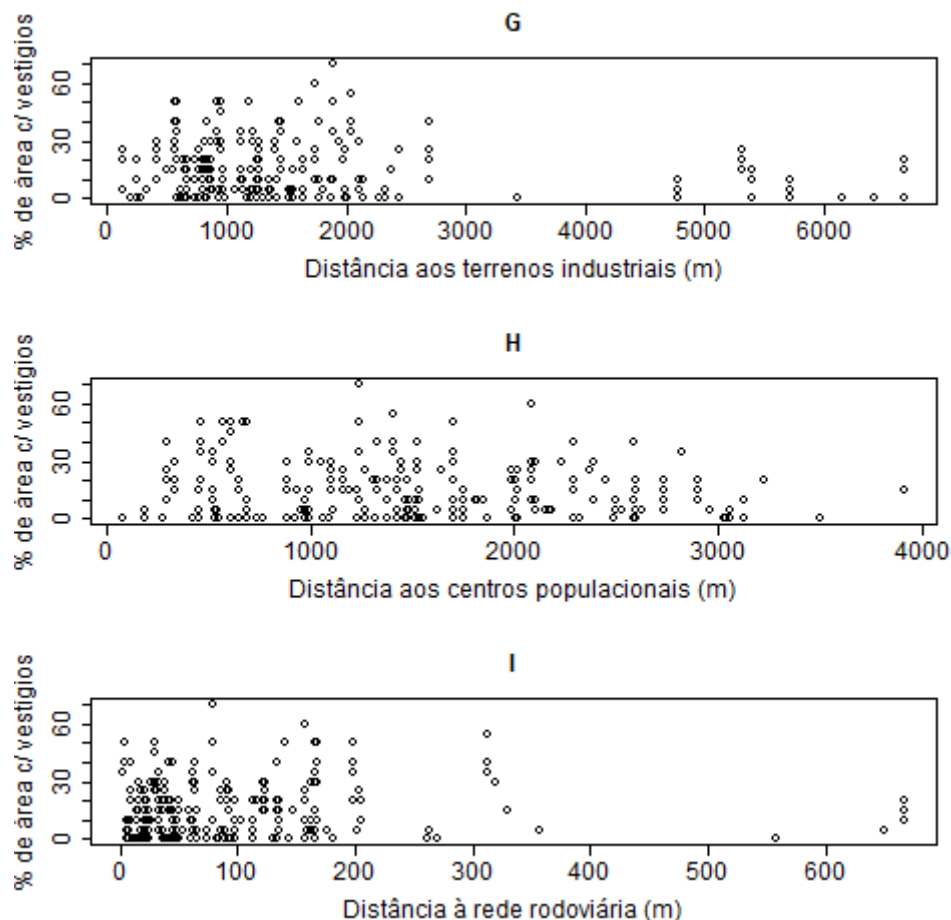 G
% de área c/ vestígios
0 30 60
0 1000 2000 3000 4000 5000 6000
Distância aos terrenos industriais (m)
H
% de área c/ vestígios
0 30 60
0 1000 2000 3000 4000
Distância aos centros populacionais (m)
I
% de área c/ vestígios
0 30 60
0 100 200 300 400 500 600
Distância à rede rodoviária (m)